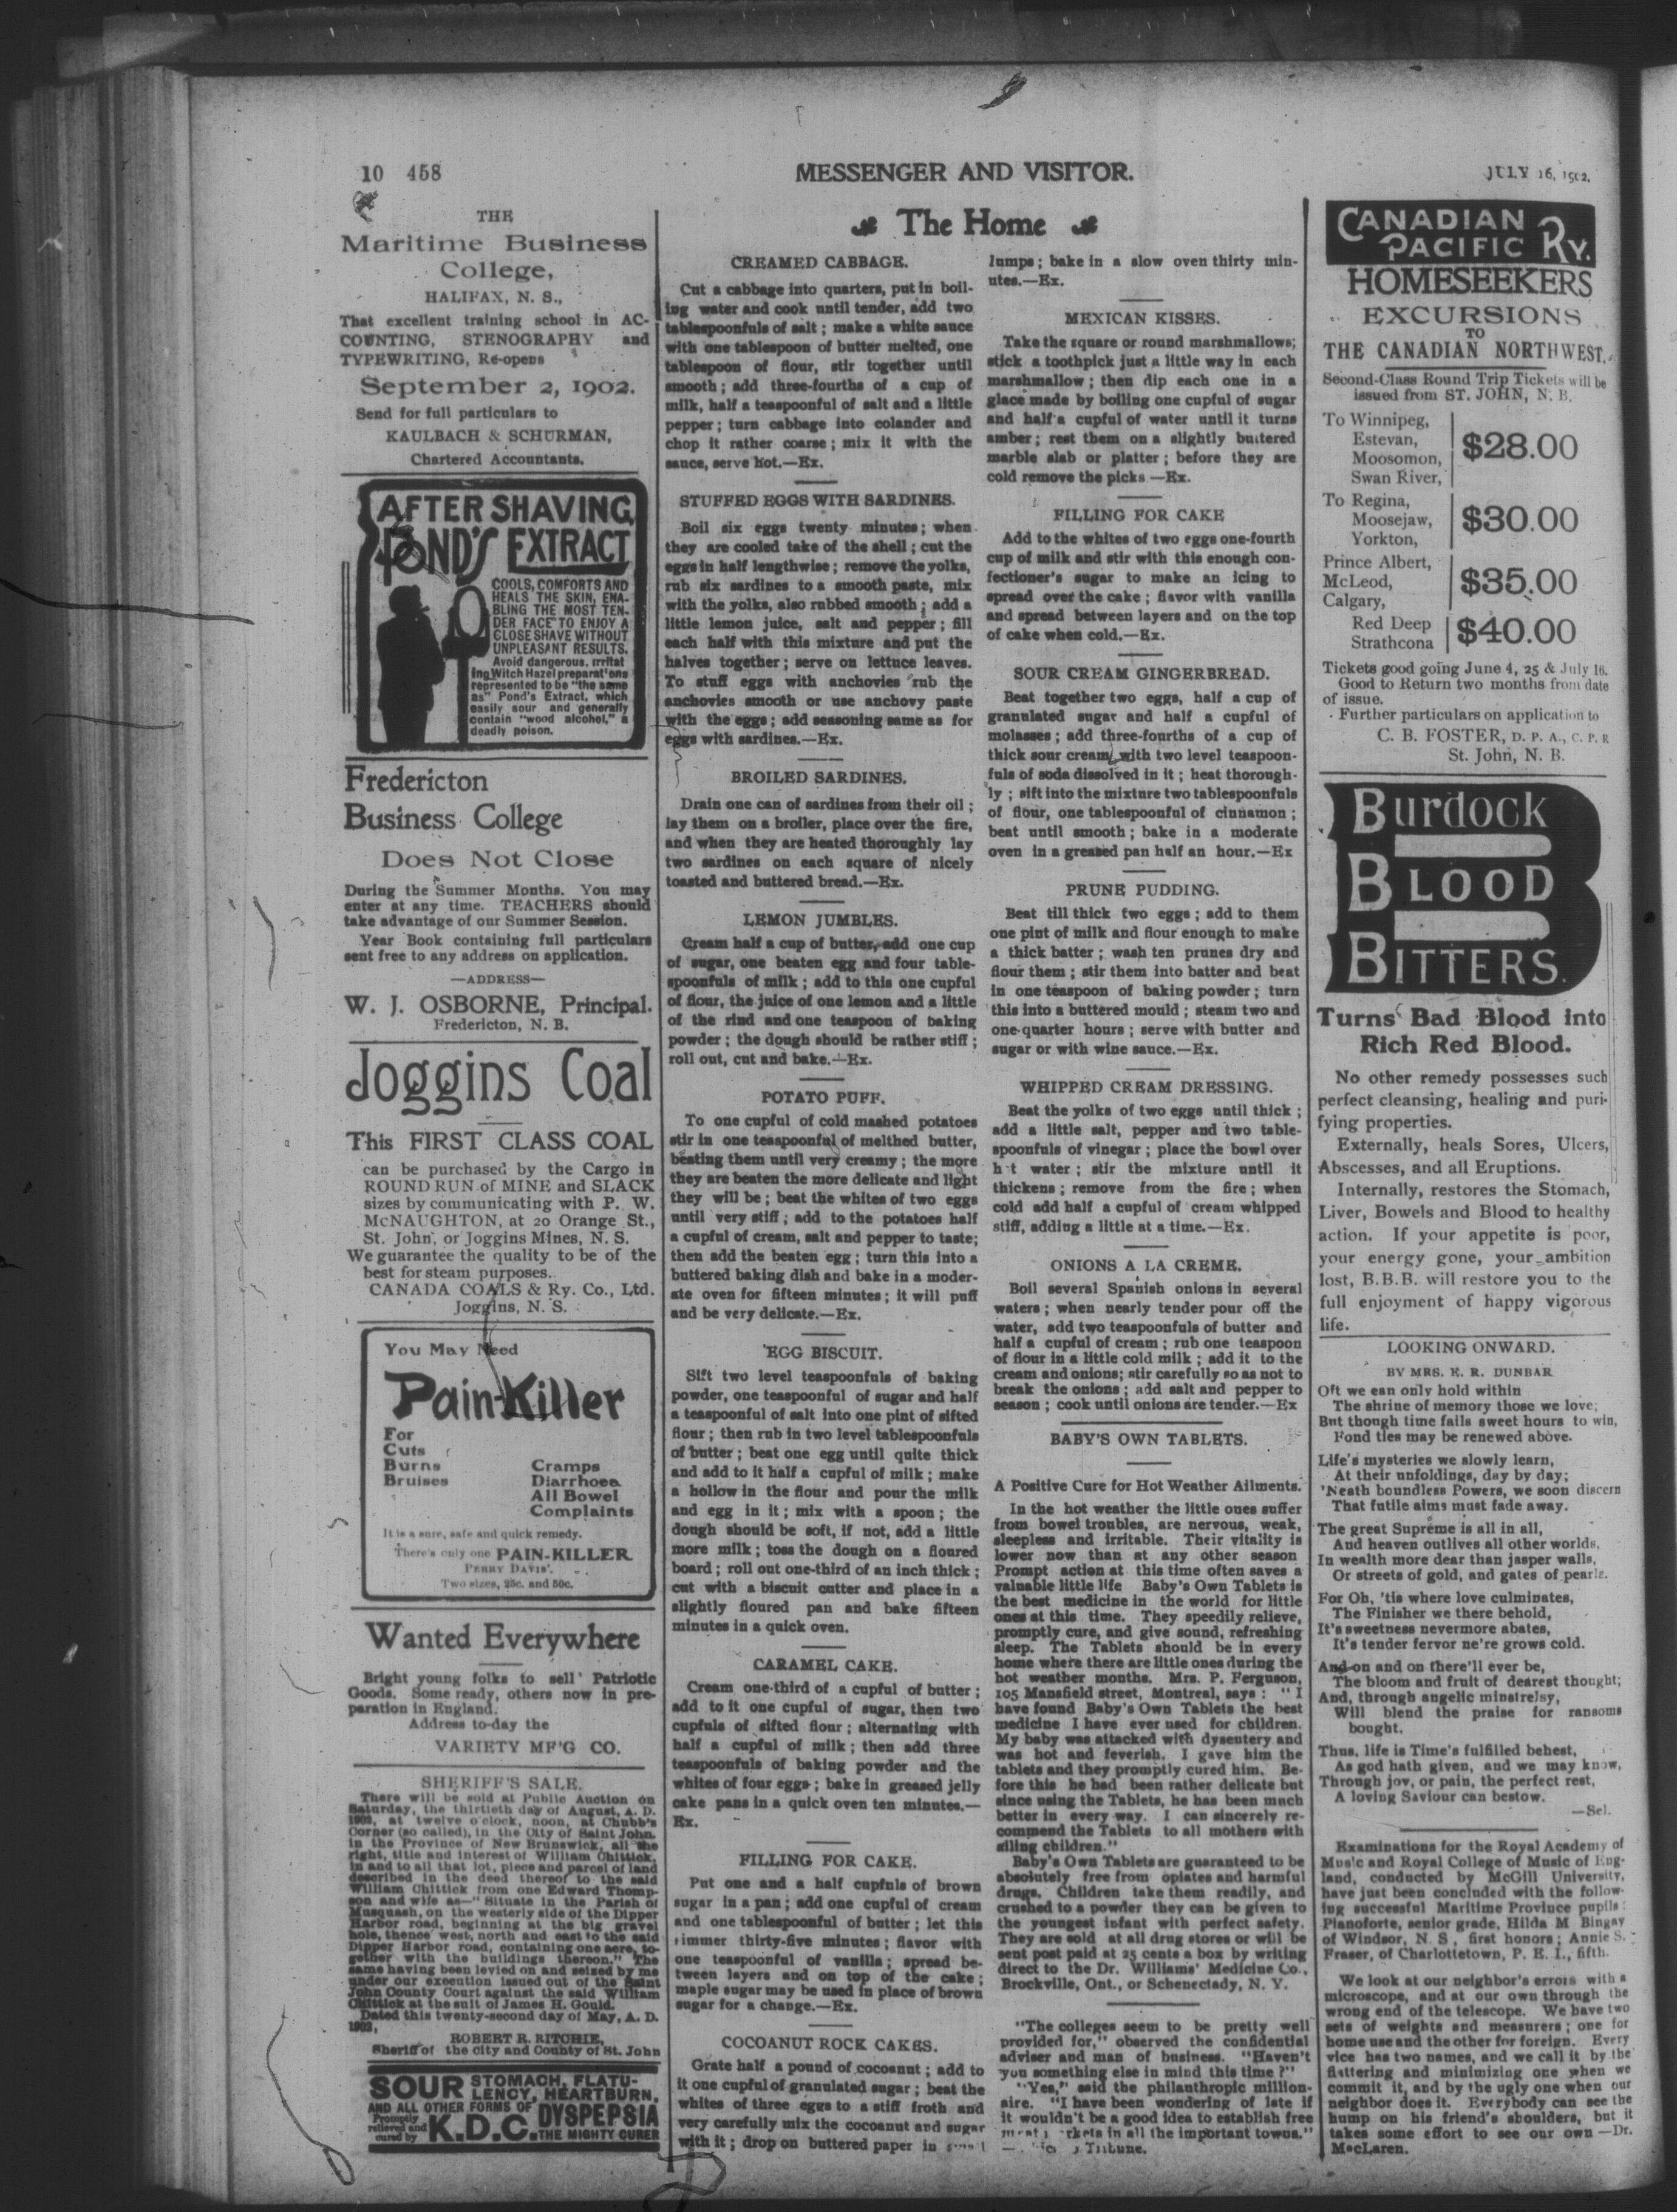 10 458
MESSENGER AND VISITOR.
JULY 16, 1902.
THE
Maritime Business
College,
HALIFAX, N. S.,
That excellent training school in AC-
COUNTING, STENOGRAPHY and
TYPEWRITING, Re-opens
September 2, 1902.
Send for full particulars to
KAULBACH & SCHURMAN,
Chartered Accountants.
AFTER SHAVING
POND'S EXTRACT
COOLS, COMFORTS AND
HEALS THE SKIN, ENA-
BLING THE MOST TEN-
DER FACE TO ENJOY A
CLOSE SHAVE WITHOUT
UNPLEASANT RESULTS.
Avoid dangerous, irritat
ing Witch Hazel preparations
represented to be "the same
as" Pond's Extract, which
easily sour and generally
contain "wood alcohol," a
deadly poison.
Fredericton
Business College
Does Not Close
During the Summer Months. You may
enter at any time. TEACHERS should
take advantage of our Summer Session.
Year Book containing full particulars
sent free to any address on application.
—ADDRESS—
W. J. OSBORNE, Principal.
Fredericton, N. B.
Joggins Coal
This FIRST CLASS COAL
can be purchased by the Cargo in
ROUND RUN of MINE and SLACK
sizes by communicating with P. W.
McNAUGHTON, at 20 Orange St.,
St. John, or Joggins Mines, N. S.
We guarantee the quality to be of the
best for steam purposes.
CANADA COALS & Ry. Co., Ltd.
Joggins, N. S.
You May Need
Pain-Killer
For
Cuts
Burns Cramps
Bruises Diarrhoea
All Bowel
Complaints
It is a sure, safe and quick remedy.
There's only one PAIN-KILLER
PERRY DAVIS'.
Two sizes, 25c. and 50c.
Wanted Everywhere
Bright young folks to sell Patriotic
Goods. Some ready, others now in pre-
paration in England.
Address to-day the
VARIETY MF'G CO.
SHERIFF'S SALE.
There will be sold at Public Auction on
Saturday, the thirtieth day of August, A. D.
1902, at twelve o'clock, noon, at Chubb's
Corner (so called), in the City of Saint John,
in the Province of New Brunswick, all the
right, title and interest of William Chittick,
in and to all that lot, piece and parcel of land
described in the deed thereof to the said
William Chittick from one Edward Thomp-
son and wife as—"Situate in the Parish of
Musquash, on the westerly side of the Dipper
Harbor road, beginning at the big gravel
hole, thence west, north and east to the said
Dipper Harbor road, containing one acre, to-
gether with the buildings thereon." The
same having been levied on and seized by me
under our execution issued out of the Saint
John County Court against the said William
Chittick at the suit of James H. Gould.
Dated this twenty-second day of May, A. D.
1902,
ROBERT R. RITCHIE,
Sheriff of the city and County of St. John
SOUR STOMACH, FLATU-
LENCY, HEARTBURN,
AND ALL OTHER FORMS OF DYSPEPSIA
Promptly
relieved and
cured by K.D.C. THE MIGHTY CURER
The Home
CREAMED CABBAGE.
Cut a cabbage into quarters, put in boil-
ing water and cook until tender, add two
tablespoonfuls of salt ; make a white sauce
with one tablespoon of butter melted, one
tablespoon of flour, stir together until
smooth ; add three-fourths of a cup of
milk, half a teaspoonful of salt and a little
pepper ; turn cabbage into colander and
chop it rather coarse ; mix it with the
sauce, serve hot.—Ex.
STUFFED EGGS WITH SARDINES.
Boil six eggs twenty minutes ; when
they are cooled take of the shell ; cut the
eggs in half lengthwise ; remove the yolks,
rub six sardines to a smooth paste, mix
with the yolks, also rubbed smooth ; add a
little lemon juice, salt and pepper ; fill
each half with this mixture and put the
halves together ; serve on lettuce leaves.
To stuff eggs with anchovies rub the
anchovies smooth or use anchovy paste
with the eggs ; add seasoning same as for
eggs with sardines.—Ex.
BROILED SARDINES.
Drain one can of sardines from their oil ;
lay them on a broiler, place over the fire,
and when they are heated thoroughly lay
two sardines on each square of nicely
toasted and buttered bread.—Ex.
LEMON JUMBLES.
Cream half a cup of butter, add one cup
of sugar, one beaten egg and four table-
spoonfuls of milk ; add to this one cupful
of flour, the juice of one lemon and a little
of the rind and one teaspoon of baking
powder ; the dough should be rather stiff ;
roll out, cut and bake.—Ex.
POTATO PUFF.
To one cupful of cold mashed potatoes
stir in one teaspoonful of melthed butter,
beating them until very creamy ; the more
they are beaten the more delicate and light
they will be ; beat the whites of two eggs
until very stiff ; add to the potatoes half
a cupful of cream, salt and pepper to taste;
then add the beaten egg ; turn this into a
buttered baking dish and bake in a moder-
ate oven for fifteen minutes ; it will puff
and be very delicate.—Ex.
EGG BISCUIT.
Sift two level teaspoonfuls of baking
powder, one teaspoonful of sugar and half
a teaspoonful of salt into one pint of sifted
flour ; then rub in two level tablespoonfuls
of butter ; beat one egg until quite thick
and add to it half a cupful of milk ; make
a hollow in the flour and pour the milk
and egg in it ; mix with a spoon ; the
dough should be soft, if not, add a little
more milk ; toss the dough on a floured
board ; roll out one-third of an inch thick ;
cut with a biscuit cutter and place in a
slightly floured pan and bake fifteen
minutes in a quick oven.
CARAMEL CAKE.
Cream one-third of a cupful of butter ;
add to it one cupful of sugar, then two
cupfuls of sifted flour ; alternating with
half a cupful of milk ; then add three
teaspoonfuls of baking powder and the
whites of four eggs ; bake in greased jelly
cake pans in a quick oven ten minutes.—
Ex.
FILLING FOR CAKE.
Put one and a half cupfuls of brown
sugar in a pan ; add one cupful of cream
and one tablespoonful of butter ; let this
simmer thirty-five minutes ; flavor with
one teaspoonful of vanilla ; spread be-
tween layers and on top of the cake ;
maple sugar may be used in place of brown
sugar for a change.—Ex.
COCOANUT ROCK CAKES.
Grate half a pound of cocoanut ; add to
it one cupful of granulated sugar ; beat the
whites of three eggs to a stiff froth and
very carefully mix the cocoanut and sugar
with it ; drop on buttered paper in small
lumps ; bake in a slow oven thirty min-
utes.—Ex.
MEXICAN KISSES.
Take the square or round marshmallows;
stick a toothpick just a little way in each
marshmallow ; then dip each one in a
glace made by boiling one cupful of sugar
and half a cupful of water until it turns
amber ; rest them on a slightly buttered
marble slab or platter ; before they are
cold remove the picks —Ex.
FILLING FOR CAKE
Add to the whites of two eggs one-fourth
cup of milk and stir with this enough con-
fectioner's sugar to make an icing to
spread over the cake ; flavor with vanilla
and spread between layers and on the top
of cake when cold.—Ex.
SOUR CREAM GINGERBREAD.
Beat together two eggs, half a cup of
granulated sugar and half a cupful of
molasses ; add three-fourths of a cup of
thick sour cream, with two level teaspoon-
fuls of soda dissolved in it ; heat thorough-
ly ; sift into the mixture two tablespoonfuls
of flour, one tablespoonful of cinnamon ;
beat until smooth ; bake in a moderate
oven in a greased pan half an hour.—Ex
PRUNE PUDDING.
Beat till thick two eggs ; add to them
one pint of milk and flour enough to make
a thick batter ; wash ten prunes dry and
flour them ; stir them into batter and beat
in one teaspoon of baking powder ; turn
this into a buttered mould ; steam two and
one-quarter hours ; serve with butter and
sugar or with wine sauce.—Ex.
WHIPPED CREAM DRESSING.
Beat the yolks of two eggs until thick ;
add a little salt, pepper and two table-
spoonfuls of vinegar ; place the bowl over
h t water ; stir the mixture until it
thickens ; remove from the fire ; when
cold add half a cupful of cream whipped
stiff, adding a little at a time.—Ex.
ONIONS A LA CREME.
Boil several Spanish onions in several
waters ; when nearly tender pour off the
water, add two teaspoonfuls of butter and
half a cupful of cream ; rub one teaspoon
of flour in a little cold milk ; add it to the
cream and onions; stir carefully so as not to
break the onions ; add salt and pepper to
season ; cook until onions are tender.—Ex
BABY'S OWN TABLETS.
A Positive Cure for Hot Weather Ailments.
In the hot weather the little ones suffer
from bowel troubles, are nervous, weak,
sleepless and irritable. Their vitality is
lower now than at any other season
Prompt action at this time often saves a
valuable little life Baby's Own Tablets is
the best medicine in the world for little
ones at this time. They speedily relieve,
promptly cure, and give sound, refreshing
sleep. The Tablets should be in every
home where there are little ones during the
hot weather months. Mrs. P. Ferguson,
105 Mansfield street, Montreal, says : "I
have found Baby's Own Tablets the best
medicine I have ever used for children.
My baby was attacked with dysentery and
was hot and feverish. I gave him the
tablets and they promptly cured him. Be-
fore this he had been rather delicate but
since using the Tablets, he has been much
better in every way. I can sincerely re-
commend the Tablets to all mothers with
ailing children."
Baby's Own Tablets are guaranteed to be
absolutely free from opiates and harmful
drugs. Children take them readily, and
crushed to a powder they can be given to
the youngest infant with perfect safety.
They are sold at all drug stores or will be
sent post paid at 25 cents a box by writing
direct to the Dr. Williams' Medicine Co.,
Brockville, Ont., or Schenectady, N. Y.
"The colleges seem to be pretty well
provided for," observed the confidential
adviser and man of business. "Haven't
you something else in mind this time ?"
"Yes," said the philanthropic million-
aire. "I have been wondering of late if
it wouldn't be a good idea to establish free
meat in all the important towns."
Tribune.
CANADIAN
PACIFIC RY.
HOMESEEKERS
EXCURSIONS
TO
THE CANADIAN NORTHWEST.
Second-Class Round Trip Tickets will be
issued from ST. JOHN, N. B.
To Winnipeg,
Estevan,
Moosomon,
Swan River,
$28.00
To Regina,
Moosejaw,
Yorkton,
$30.00
Prince Albert,
McLeod,
Calgary,
$35.00
Red Deep
Strathcona
$40.00
Tickets good going June 4, 25 & July 16.
Good to Return two months from date
of issue.
Further particulars on application to
C. B. FOSTER, D. P. A., C. P. R
St. John, N. B.
BURDOCK
BLOOD
BITTERS.
Turns Bad Blood into
Rich Red Blood.
No other remedy possesses such
perfect cleansing, healing and puri-
fying properties.
Externally, heals Sores, Ulcers,
Abscesses, and all Eruptions.
Internally, restores the Stomach,
Liver, Bowels and Blood to healthy
action. If your appetite is poor,
your energy gone, your ambition
lost, B.B.B. will restore you to the
full enjoyment of happy vigorous
life.
LOOKING ONWARD.
BY MRS. E. R. DUNBAR
Oft we can only hold within
The shrine of memory those we love;
But though time fails sweet hours to win,
Fond ties may be renewed above.
Life's mysteries we slowly learn,
At their unfoldings, day by day;
'Neath boundless Powers, we soon discern
That futile aims must fade away.
The great Supreme is all in all,
And heaven outlives all other worlds,
In wealth more dear than jasper walls,
Or streets of gold, and gates of pearls.
For Oh, 'tis where love culminates,
The Finisher we there behold,
It's sweetness nevermore abates,
It's tender fervor ne're grows cold.
And on and on there'll ever be,
The bloom and fruit of dearest thought;
And, through angelic minstrelsy,
Will blend the praise for ransoms
bought.
Thus, life is Time's fulfilled behest,
As god hath given, and we may know,
Through joy, or pain, the perfect rest,
A loving Saviour can bestow.
—Sel.
Examinations for the Royal Academy of
Music and Royal College of Music of Eng-
land, conducted by McGill University,
have just been concluded with the follow-
ing successful Maritime Province pupils :
Pianoforte, senior grade, Hilda M Bingay
of Windsor, N. S , first honors ; Annie S.
Fraser, of Charlottetown, P. E. I., fifth.
We look at our neighbor's errors with a
microscope, and at our own through the
wrong end of the telescope. We have two
sets of weights and measurers ; one for
home use and the other for foreign. Every
vice has two names, and we call it by the
flattering and minimizing one when we
commit it, and by the ugly one when our
neighbor does it. Everybody can see the
hump on his friend's shoulders, but it
takes some effort to see our own —Dr.
MacLaren.